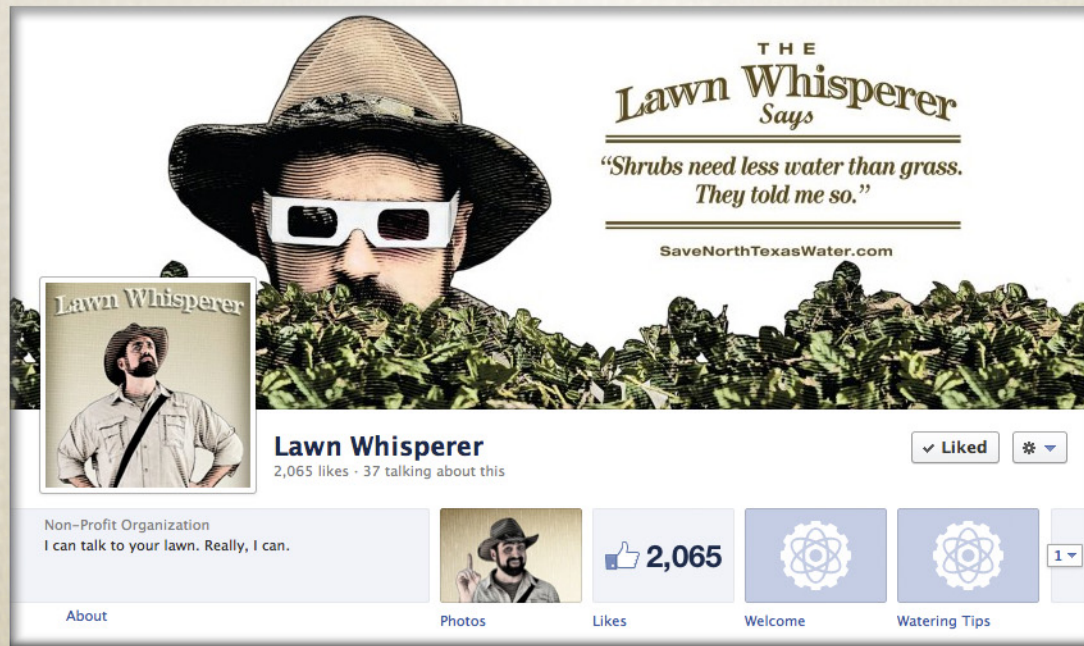 THE
Lawn Whisperer
Says
“Shrubs need less water than grass.
They told me so.”
SaveNorthTexasWater.com
Lawn Whisperer
Lawn Whisperer
2,065 likes · 37 talking about this
✓ Liked
Non-Profit Organization
I can talk to your lawn. Really, I can.
About
2,065
1
Photos
Likes
Welcome
Watering Tips